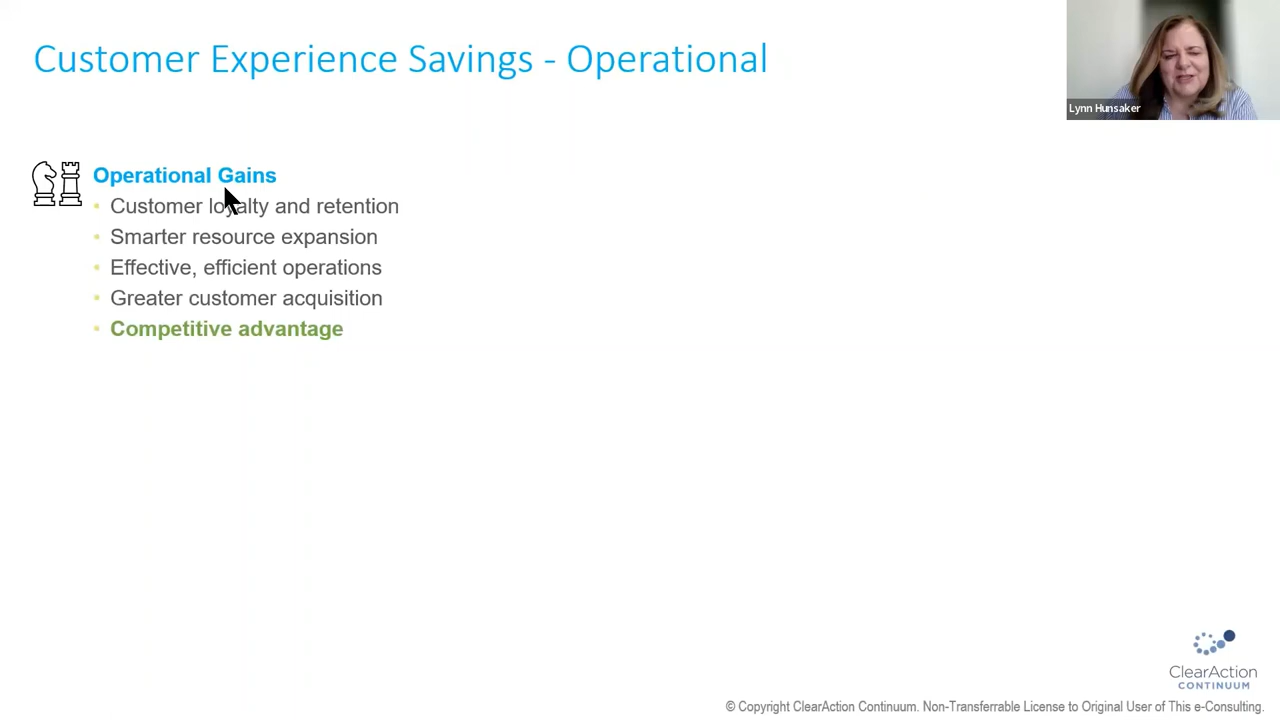 Customer Experience Savings - Operational
Lynn Hunsaker
Operational Gains
• Customer loyalty and retention
• Smarter resource expansion
• Effective, efficient operations
• Greater customer acquisition
• Competitive advantage
ClearAction
CONTINUUM
© Copyright ClearAction Continuum. Non-Transferrable License to Original User of This e-Consulting.